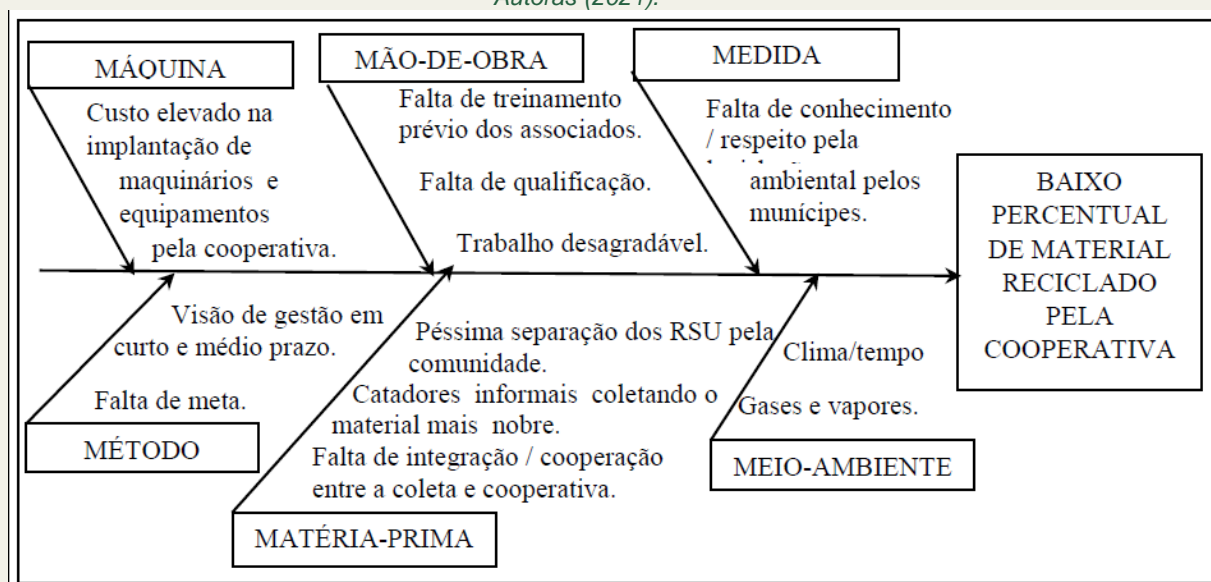 Autoras (2021).
MÁQUINA
Custo elevado na
implantação de
maquinários e
equipamentos
pela cooperativa.
MÃO-DE-OBRA
Falta de treinamento
prévio dos associados.
Falta de qualificação.
Trabalho desagradável.
MEDIDA
Falta de conhecimento
/ respeito pela
ambiental pelos
munícipes.
BAIXO
PERCENTUAL
DE MATERIAL
RECICLADO
PELA
COOPERATIVA
Visão de gestão em
curto e médio prazo.
Falta de meta.
MÉTODO
Péssima separação dos RSU pela
comunidade.
Catadores informais coletando o
material mais nobre.
Falta de integração / cooperação
entre a coleta e cooperativa.
MATÉRIA-PRIMA
Clima/tempo
Gases e vapores.
MEIO-AMBIENTE